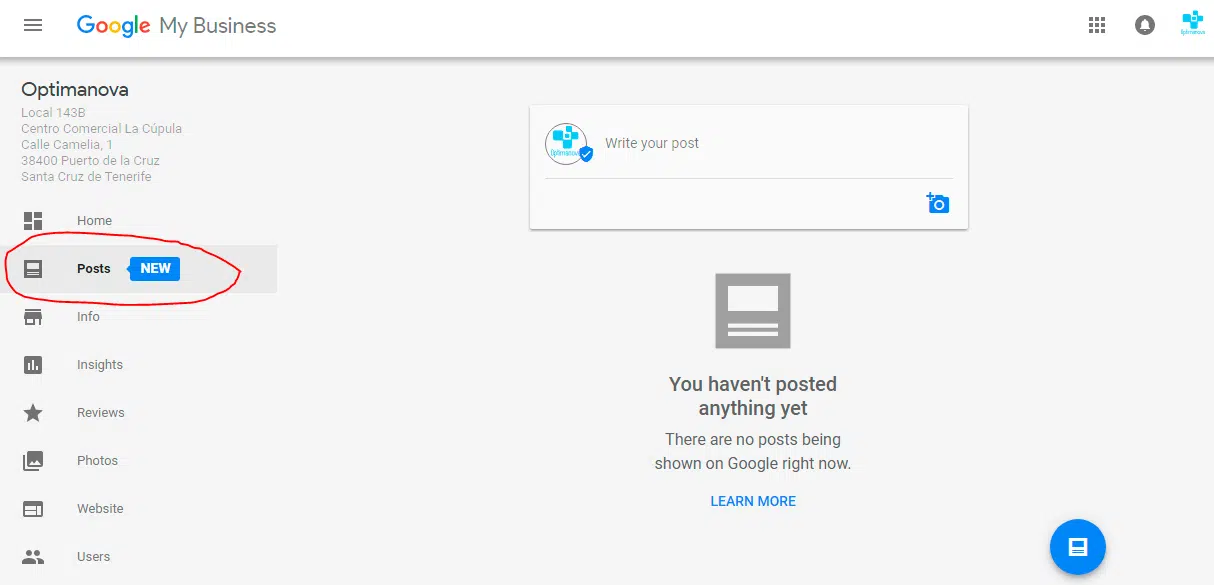 Google My Business
Optimanova
Optimanova
Local 143B
Centro Comercial La Cúpula
Calle Camelia, 1
38400 Puerto de la Cruz
Santa Cruz de Tenerife
Home
Posts NEW
Info
Insights
Reviews
Photos
Website
Users
Optimanova
Write your post
You haven't posted
anything yet
There are no posts being
shown on Google right now.
LEARN MORE